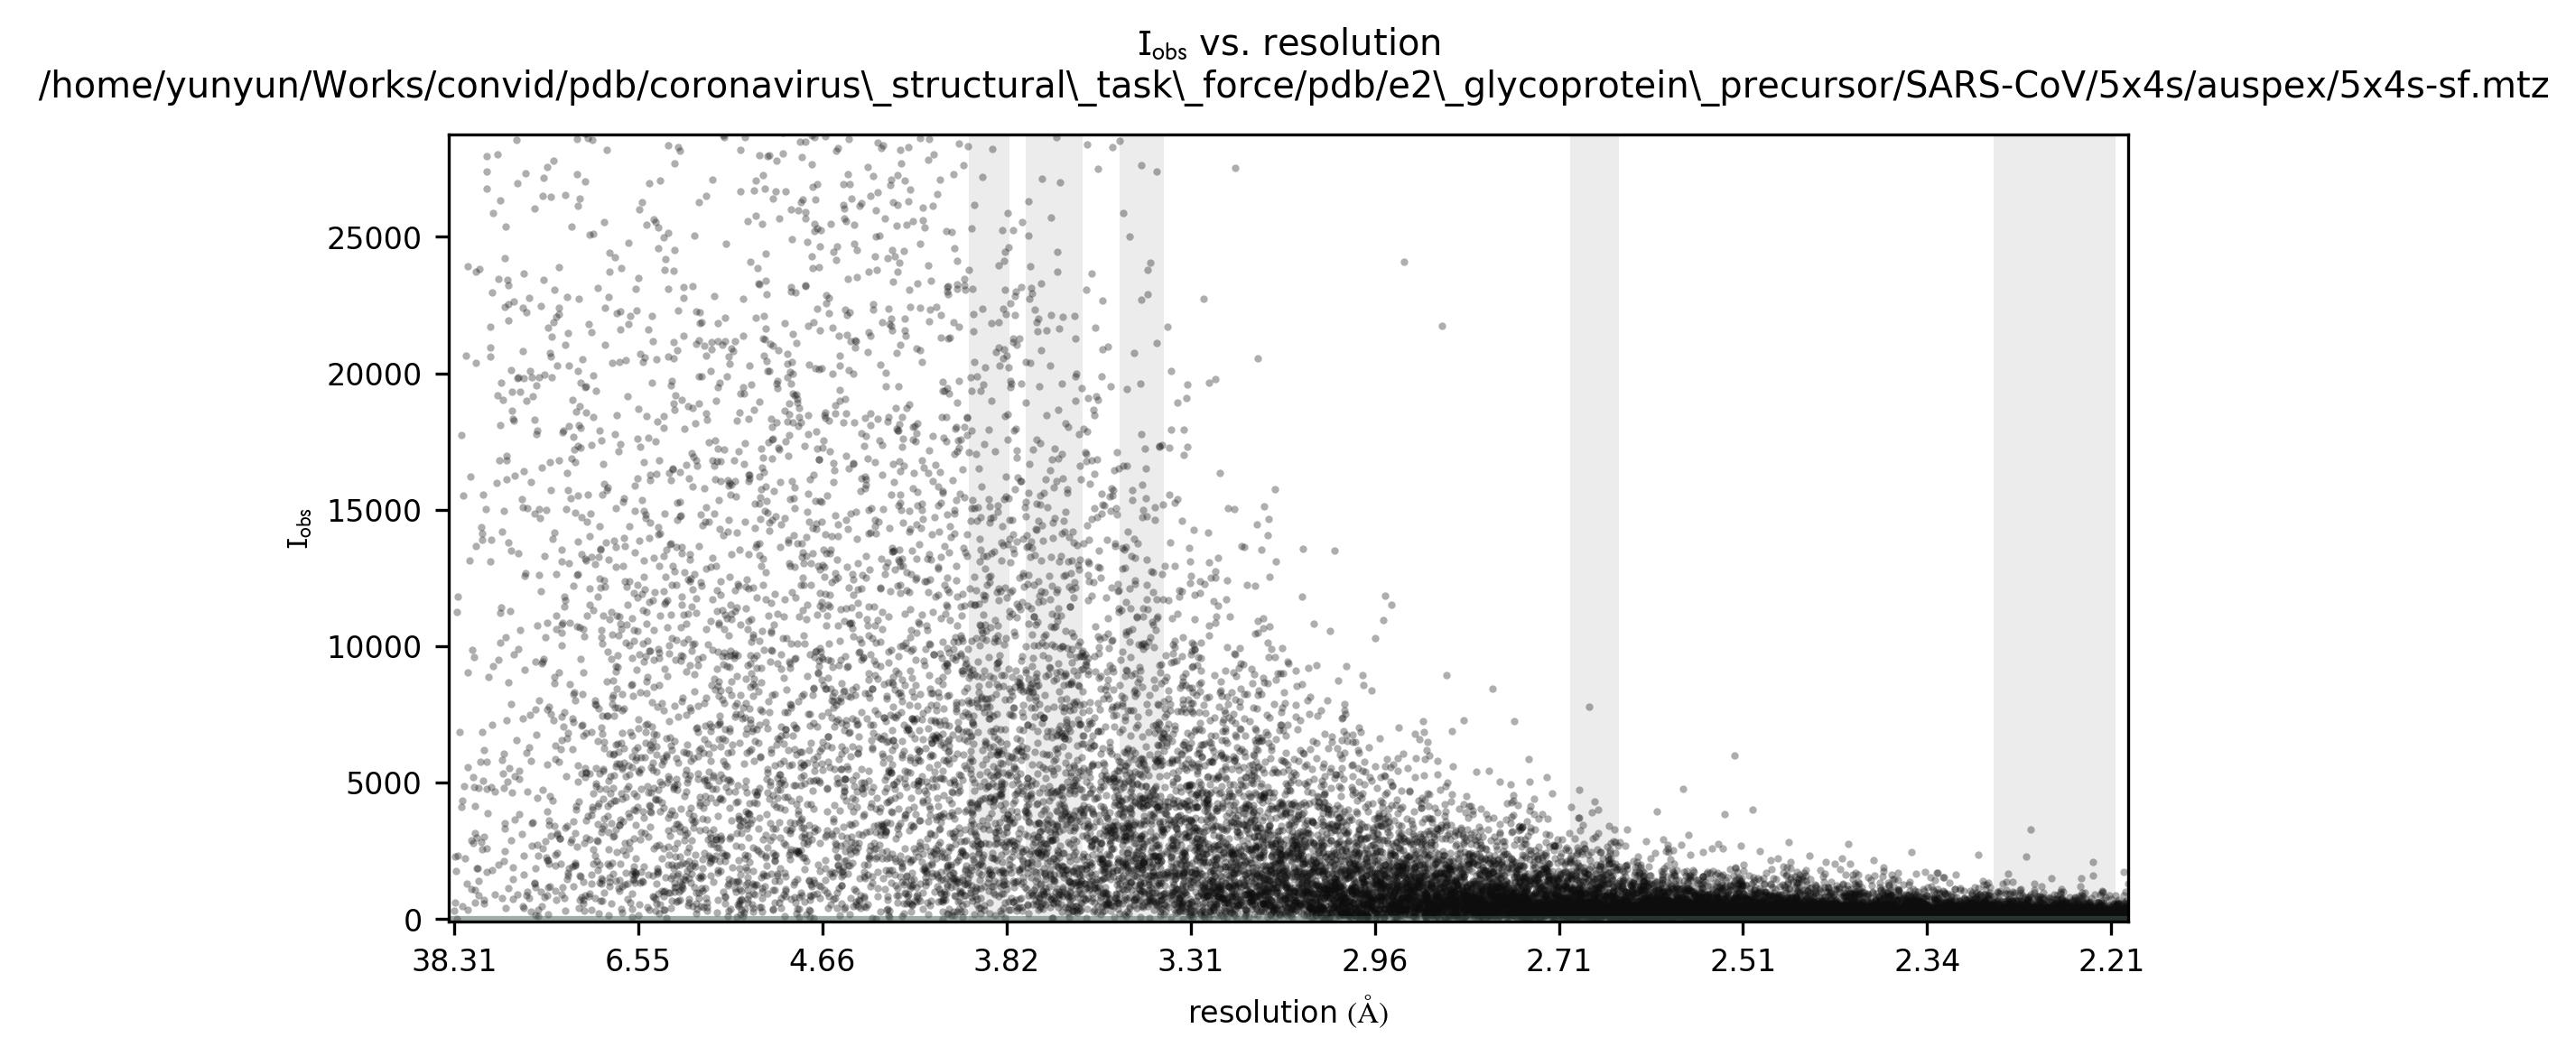 I_obs vs. resolution
/home/yunyun/Works/convid/pdb/coronavirus\_structural\_task\_force/pdb/e2\_glycoprotein\_precursor/SARS-CoV/5x4s/auspex/5x4s-sf.mtz
25000
20000
15000
10000
5000
0
I_obs
38.31 6.55 4.66 3.82 3.31 2.96 2.71 2.51 2.34 2.21
resolution (Å)